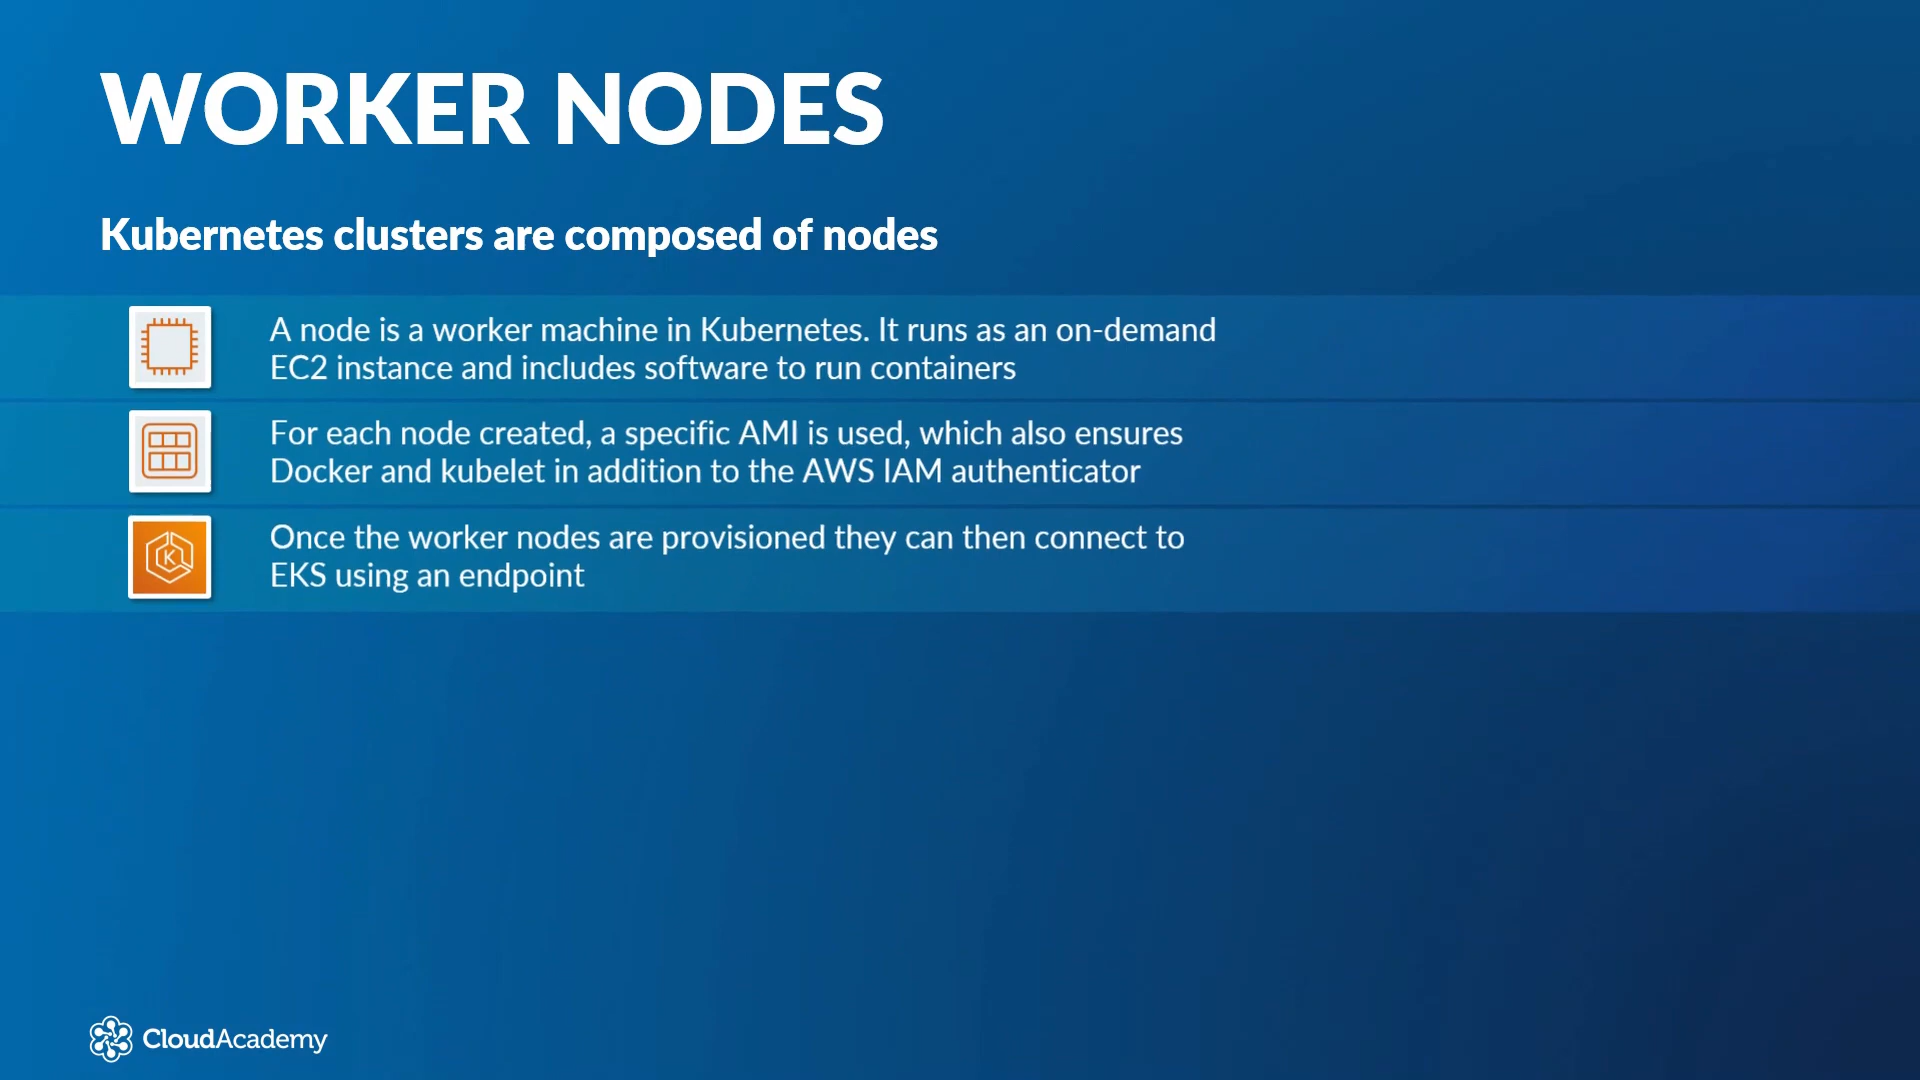 WORKER NODES
Kubernetes clusters are composed of nodes
A node is a worker machine in Kubernetes. It runs as an on-demand
EC2 instance and includes software to run containers
For each node created, a specific AMI is used, which also ensures
Docker and kubelet in addition to the AWS IAM authenticator
K
Once the worker nodes are provisioned they can then connect to
EKS using an endpoint
CloudAcademy